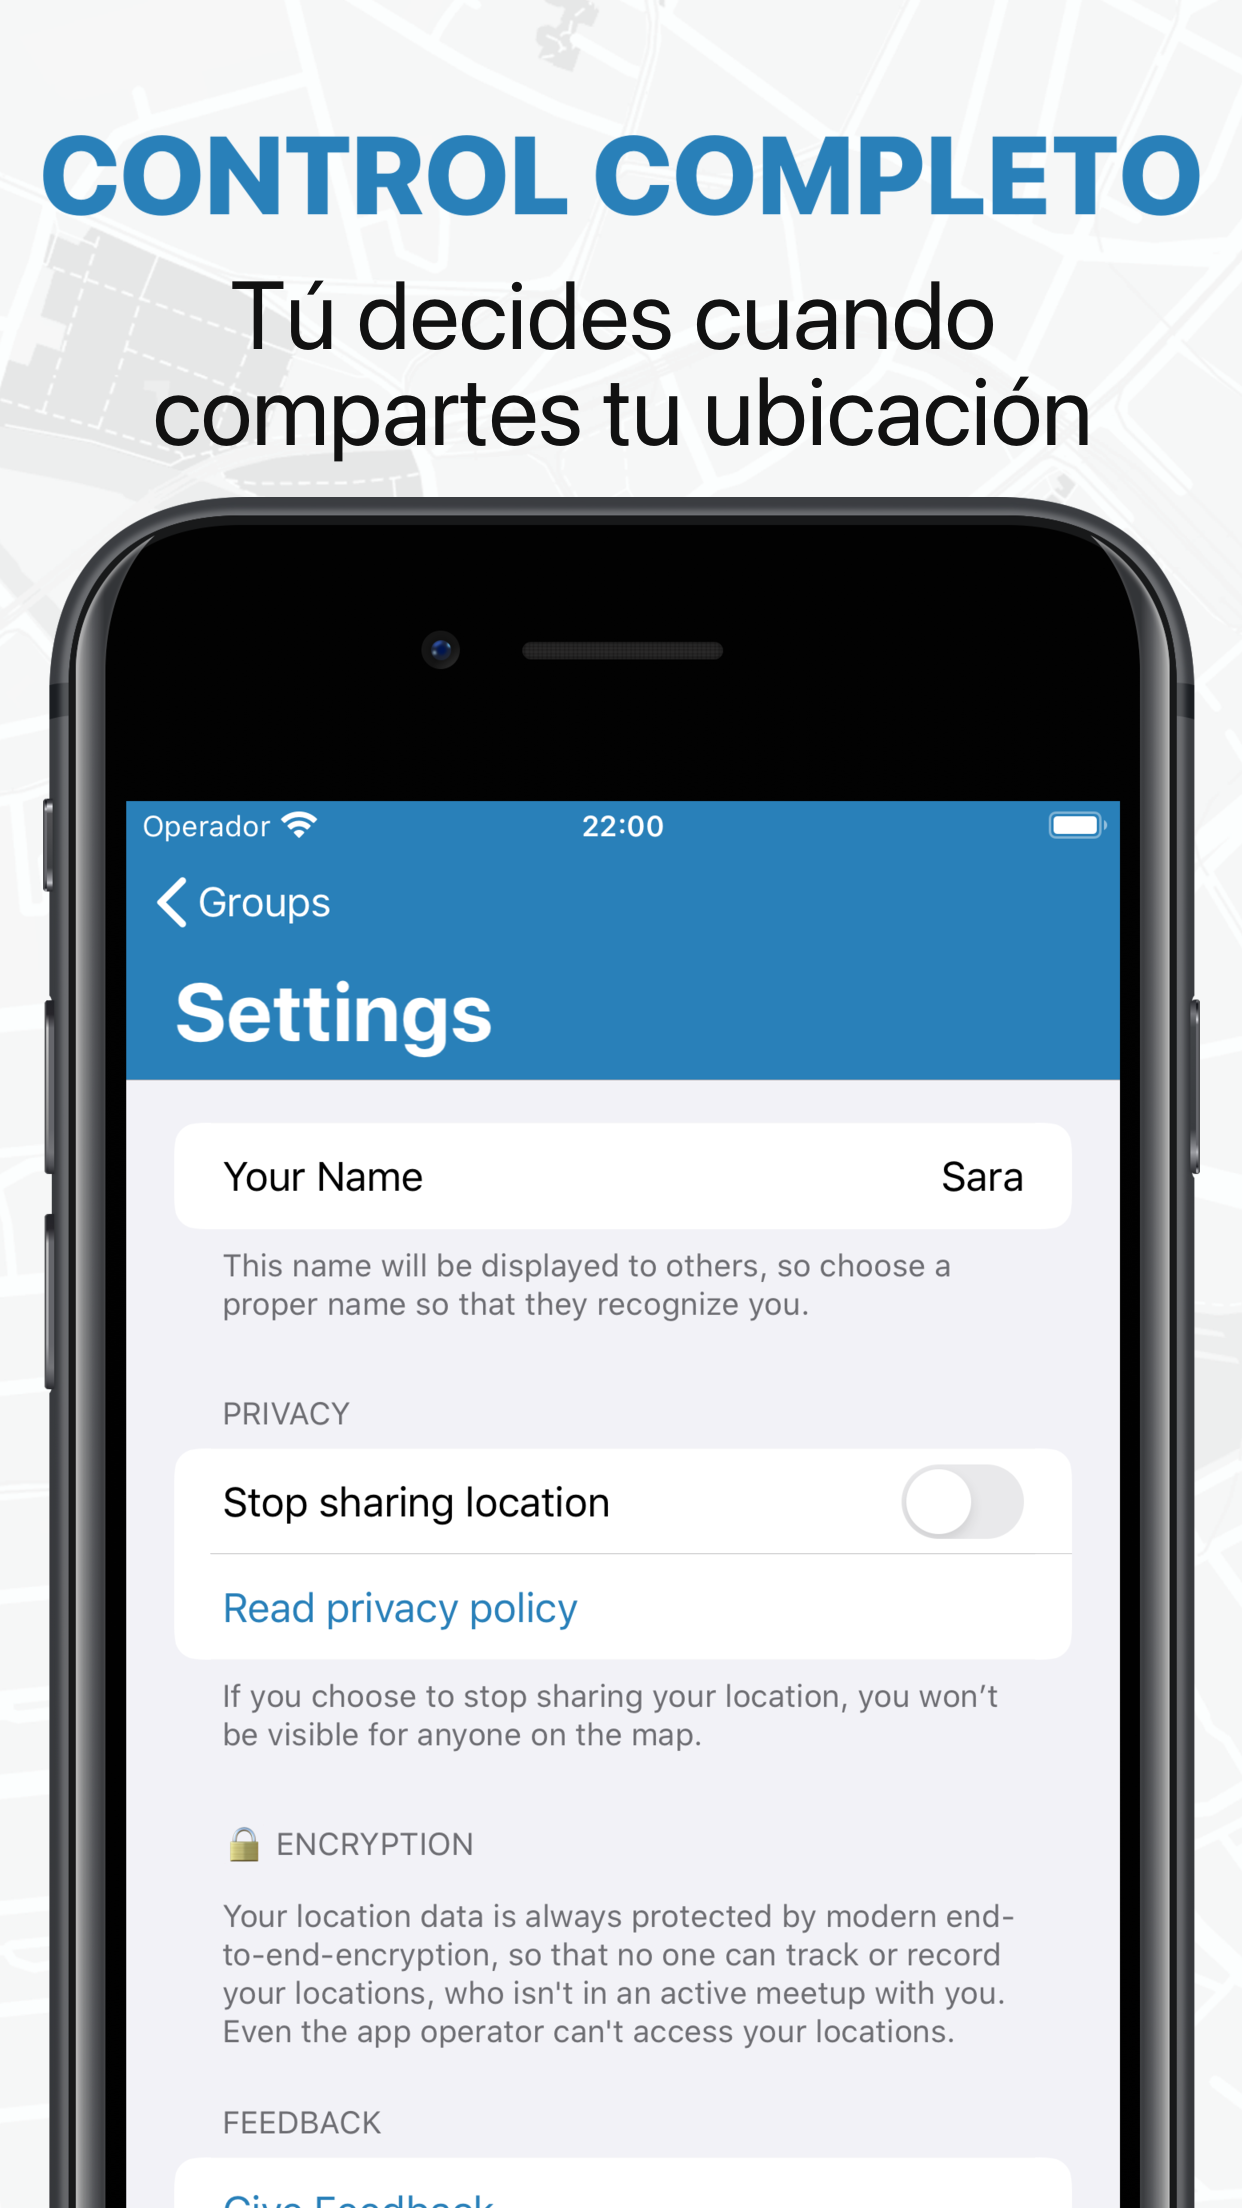 CONTROL COMPLETO
Tú decides cuando
compartes tu ubicación
Operador
22:00
Groups
Settings
Your Name
Sara
This name will be displayed to others, so choose a
proper name so that they recognize you.
PRIVACY
Stop sharing location
Read privacy policy
If you choose to stop sharing your location, you won’t
be visible for anyone on the map.
ENCRYPTION
Your location data is always protected by modern end-
to-end-encryption, so that no one can track or record
your locations, who isn't in an active meetup with you.
Even the app operator can't access your locations.
FEEDBACK
Give Feedback